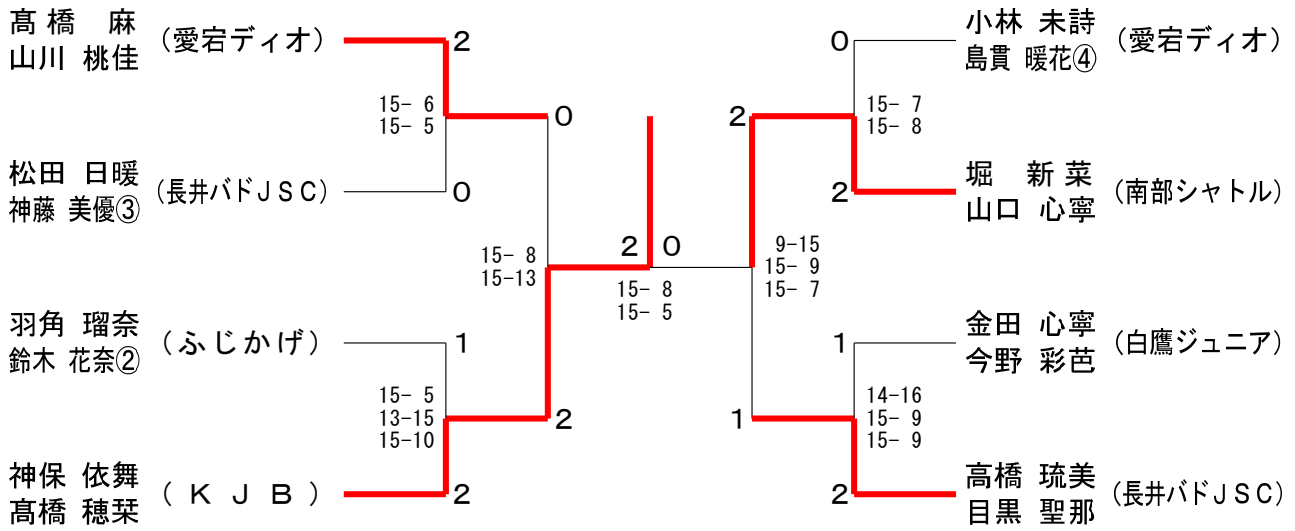 髙橋 麻
山川 桃佳
(愛宕ディオ)
2
15- 6
15- 5
0
松田 日暖
神藤 美優③
(長井バドJSC)
0
15- 8
15-13
羽角 瑠奈
鈴木 花奈②
(ふじかげ)
1
15- 5
13-15
15-10
2
神保 依舞
髙橋 穂栞
(KJB)
2
2 0
15- 8
15- 5
小林 未詩
島貫 暖花④
(愛宕ディオ)
0
15- 7
15- 8
2
堀 新菜
山口 心寧
(南部シャトル)
2
9-15
15- 9
15- 7
金田 心寧
今野 彩芭
(白鷹ジュニア)
1
14-16
15- 9
15- 9
1
高橋 琉美
目黒 聖那
(長井バドJSC)
2